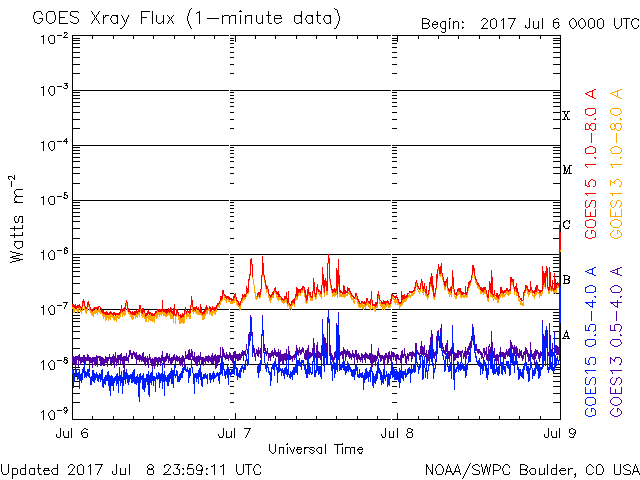 GOES Xray Flux (1-minute data)
Begin: 2017 Jul 6 0000 UTC
10-2
10-3
10-4
10-5
10-6
10-7
10-8
10-9
Watts m-2
X
M
C
B
A
GOES15 1.0-8.0 A
GOES13 1.0-8.0 A
GOES15 0.5-4.0 A
GOES13 0.5-4.0 A
Jul 6
Jul 7
Jul 8
Jul 9
Universal Time
Updated 2017 Jul 8 23:59:11 UTC
NOAA/SWPC Boulder, CO USA